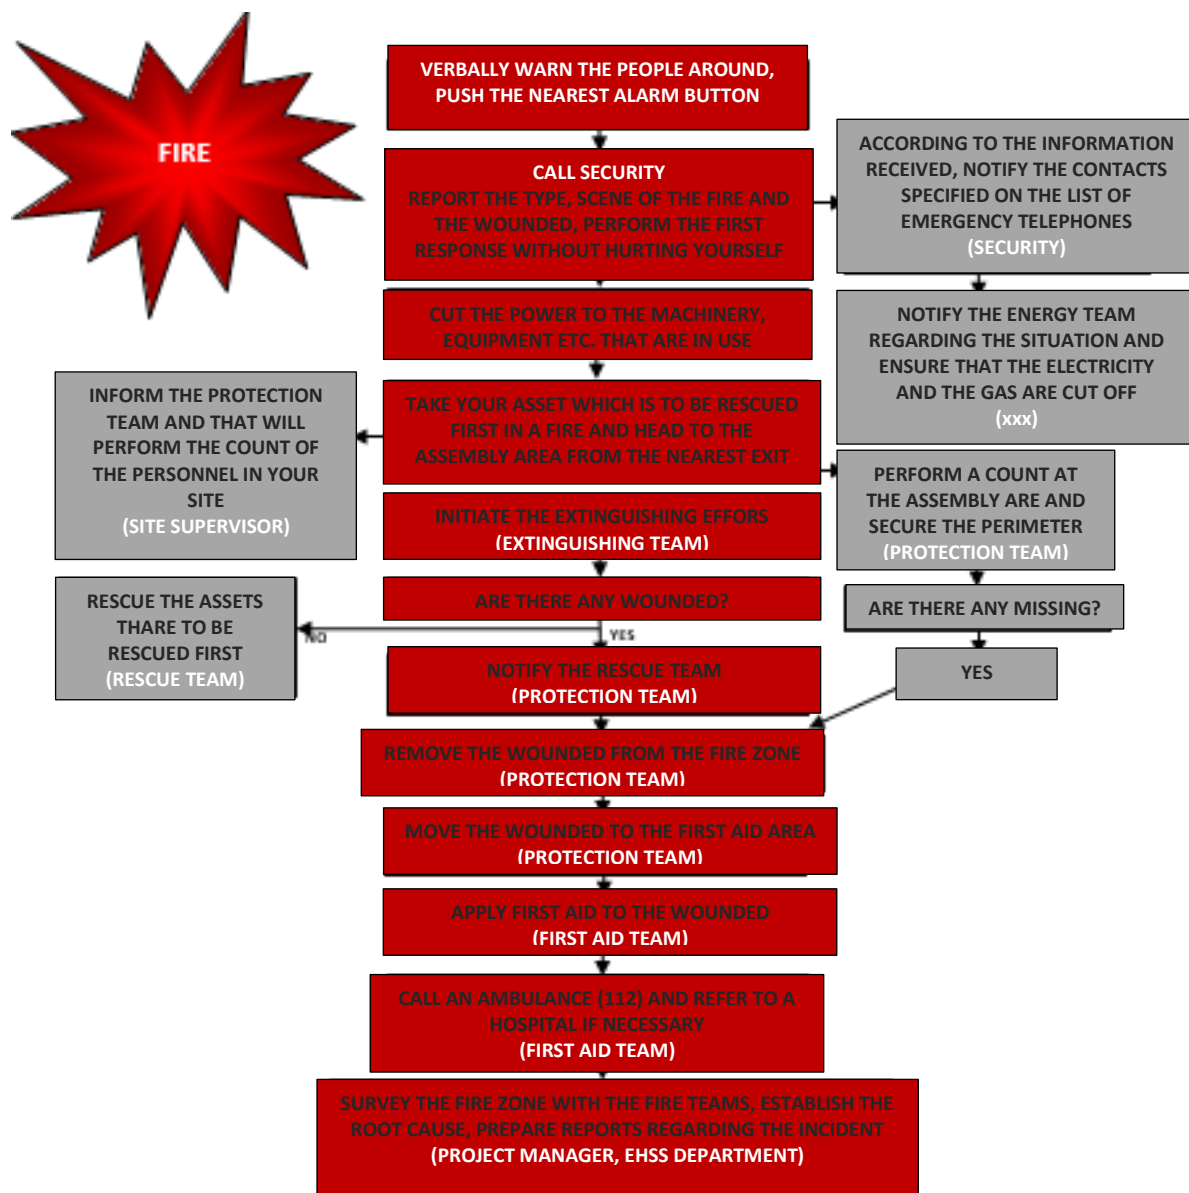 FIRE
VERBALLY WARN THE PEOPLE AROUND,
PUSH THE NEAREST ALARM BUTTON
CALL SECURITY
REPORT THE TYPE, SCENE OF THE FIRE AND
THE WOUNDED, PERFORM THE FIRST
RESPONSE WITHOUT HURTING YOURSELF
ACCORDING TO THE INFORMATION
RECEIVED, NOTIFY THE CONTACTS
SPECIFIED ON THE LIST OF
EMERGENCY TELEPHONES
(SECURITY)
CUT THE POWER TO THE MACHINERY,
EQUIPMENT ETC. THAT ARE IN USE
NOTIFY THE ENERGY TEAM
REGARDING THE SITUATION AND
ENSURE THAT THE ELECTRICITY
AND THE GAS ARE CUT OFF
(xxx)
INFORM THE PROTECTION
TEAM AND THAT WILL
PERFORM THE COUNT OF
THE PERSONNEL IN YOUR
SITE
(SITE SUPERVISOR)
TAKE YOUR ASSET WHICH IS TO BE RESCUED
FIRST IN A FIRE AND HEAD TO THE
ASSEMBLY AREA FROM THE NEAREST EXIT
PERFORM A COUNT AT
THE ASSEMBLY ARE AND
SECURE THE PERIMETER
(PROTECTION TEAM)
INITIATE THE EXTINGUISHING EFFORS
(EXTINGUISHING TEAM)
ARE THERE ANY WOUNDED?
ARE THERE ANY MISSING?
RESCUE THE ASSETS
THARE TO BE
RESCUED FIRST
(RESCUE TEAM)
NO
YES
NOTIFY THE RESCUE TEAM
(PROTECTION TEAM)
YES
REMOVE THE WOUNDED FROM THE FIRE ZONE
(PROTECTION TEAM)
MOVE THE WOUNDED TO THE FIRST AID AREA
(PROTECTION TEAM)
APPLY FIRST AID TO THE WOUNDED
(FIRST AID TEAM)
CALL AN AMBULANCE (112) AND REFER TO A
HOSPITAL IF NECESSARY
(FIRST AID TEAM)
SURVEY THE FIRE ZONE WITH THE FIRE TEAMS, ESTABLISH THE
ROOT CAUSE, PREPARE REPORTS REGARDING THE INCIDENT
(PROJECT MANAGER, EHSS DEPARTMENT)